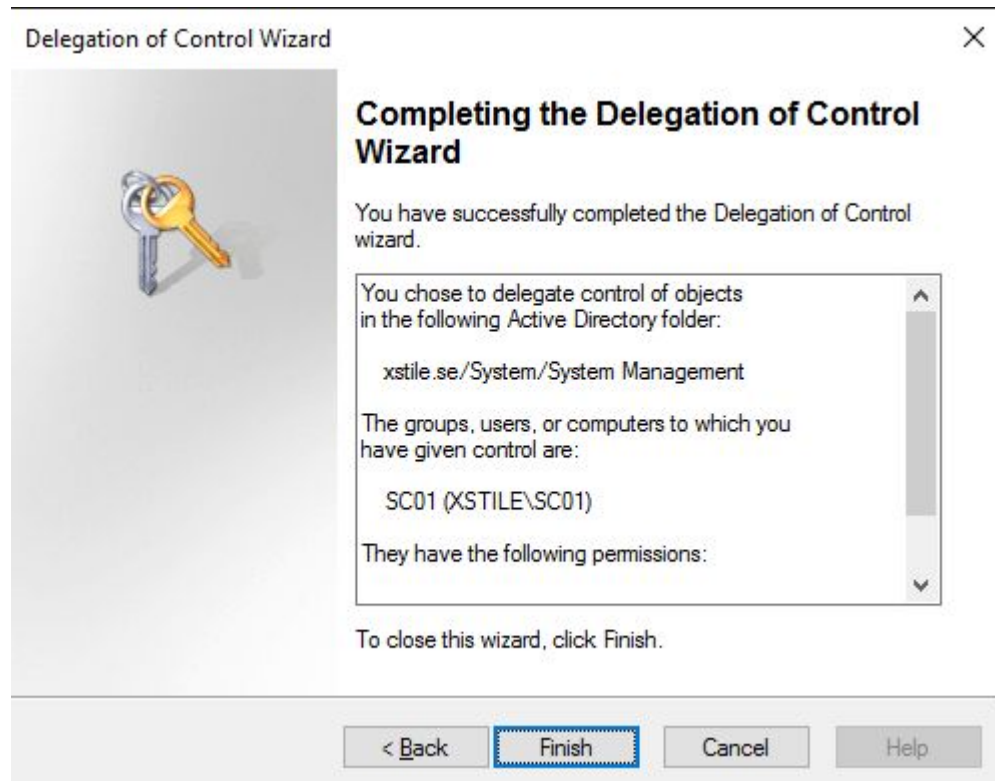 Delegation of Control Wizard
Completing the Delegation of Control
Wizard
You have successfully completed the Delegation of Control
wizard.
You chose to delegate control of objects
in the following Active Directory folder:
xstile.se/System/System Management
The groups, users, or computers to which you
have given control are:
SC01 (XSTILE\SC01)
They have the following permissions:
To close this wizard, click Finish.
< Back
Finish
Cancel
Help